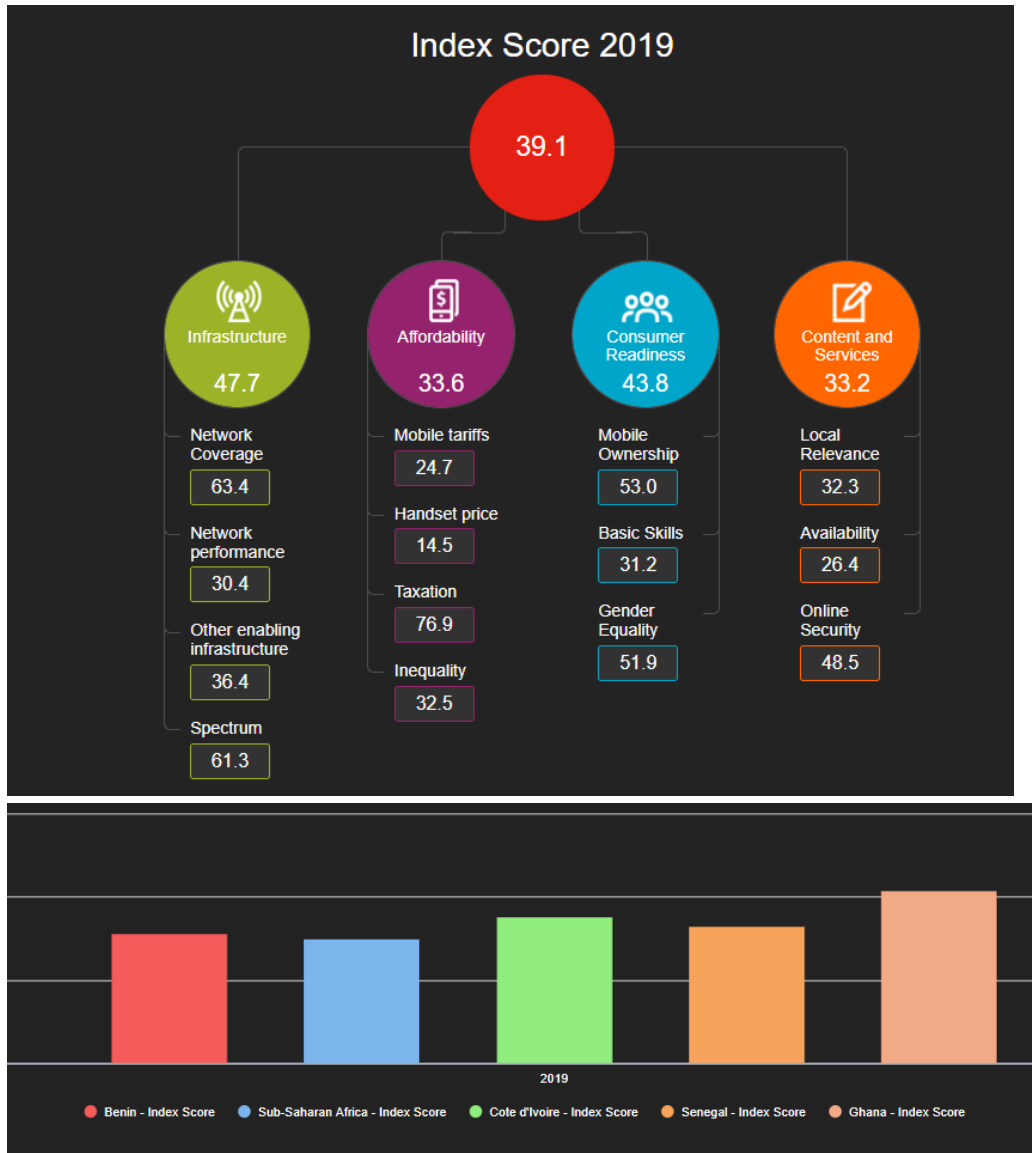 Index Score 2019
39.1
Infrastructure
47.7
Network
Coverage
63.4
Network
performance
30.4
Other enabling
infrastructure
36.4
Spectrum
61.3
$
Affordability
33.6
Mobile tariffs
24.7
Handset price
14.5
Taxation
76.9
Inequality
32.5
Consumer
Readiness
43.8
Mobile
Ownership
53.0
Basic Skills
31.2
Gender
Equality
51.9
Content and
Services
33.2
Local
Relevance
32.3
Availability
26.4
Online
Security
48.5
2019
Benin - Index Score
Sub-Saharan Africa - Index Score
Cote d'Ivoire - Index Score
Senegal - Index Score
Ghana - Index Score